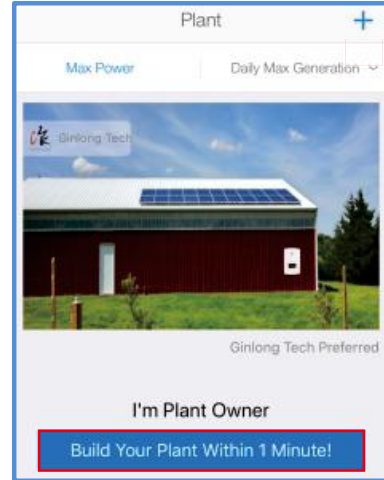 Plant
Max Power
Daily Max Generation
Ginlong Tech
Ginlong Tech Preferred
I'm Plant Owner
Build Your Plant Within 1 Minute!